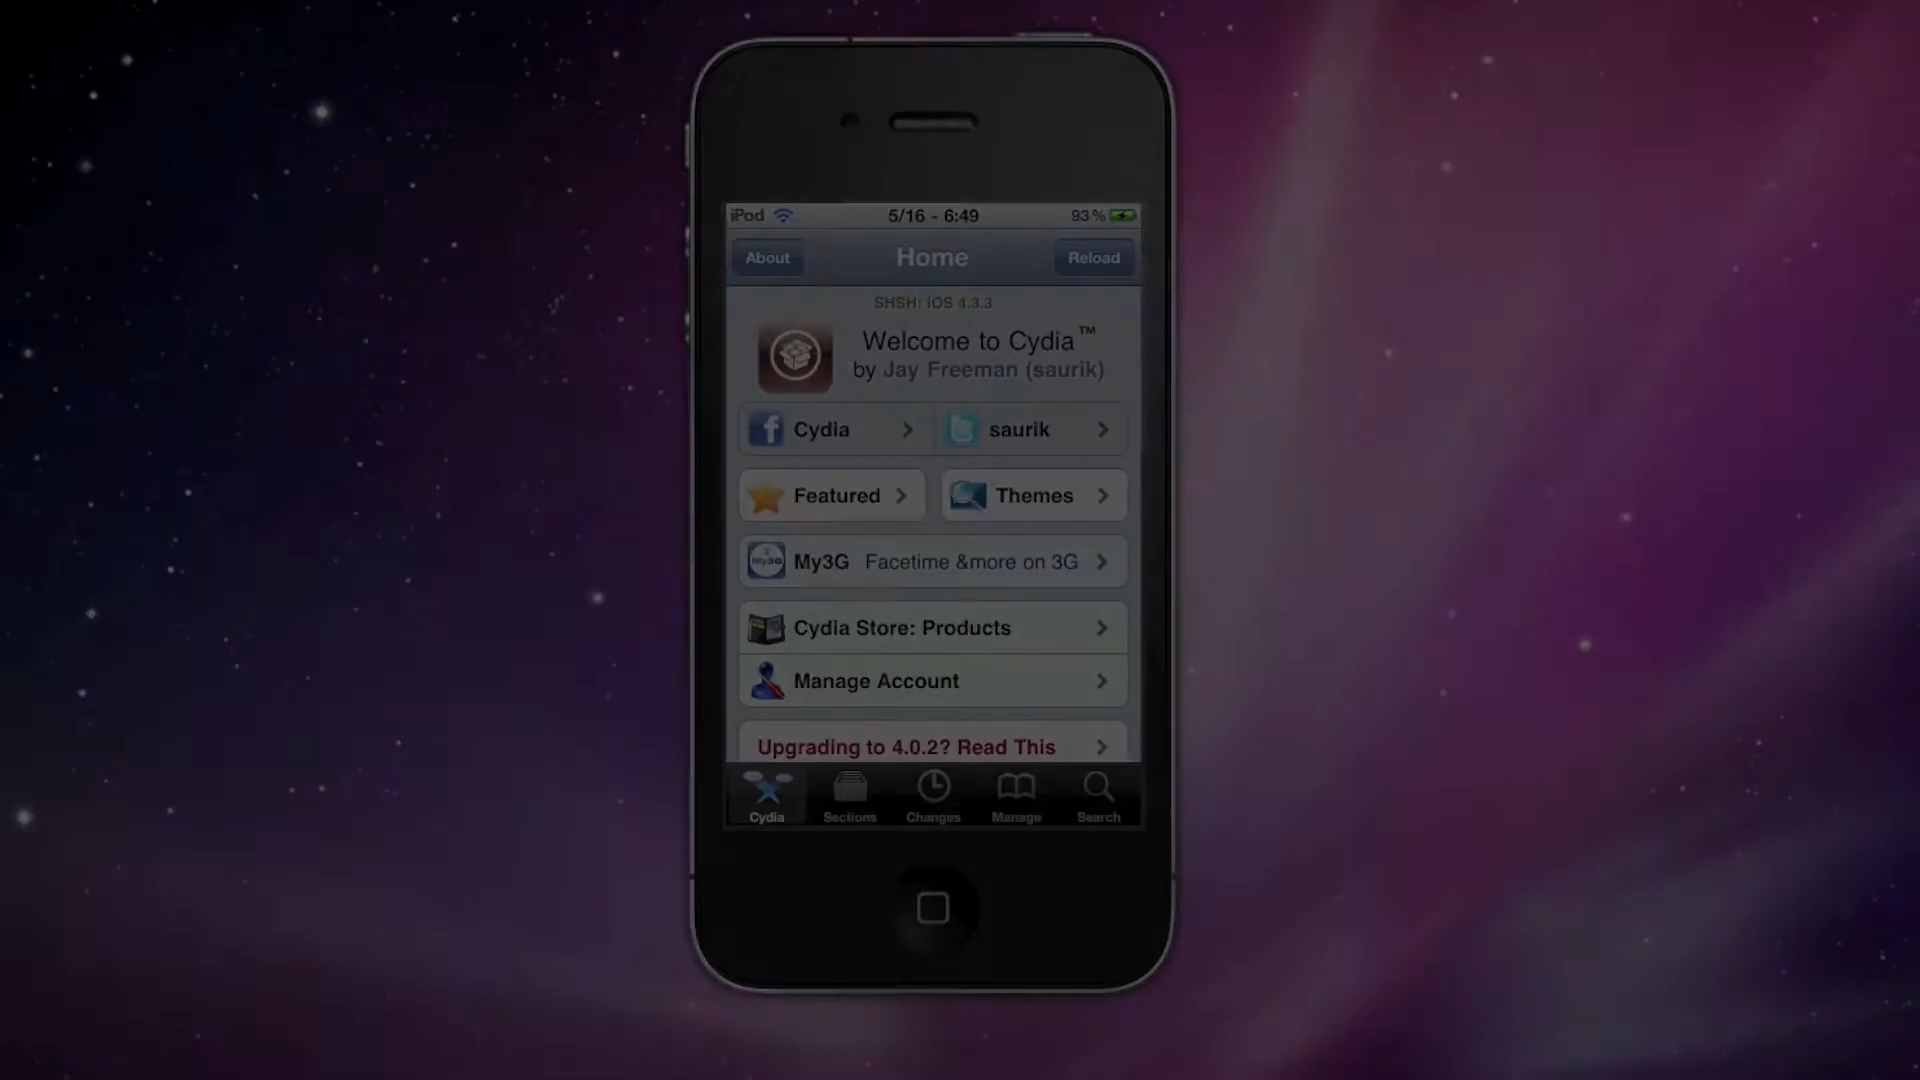 iPod 5/16 - 6:49 93%
About Home Reload
SHSH: iOS 4.3.3
Welcome to Cydia™
by Jay Freeman (saurik)
Cydia saurik
Featured Themes
My3G Facetime &more on 3G
Cydia Store: Products
Manage Account
Upgrading to 4.0.2? Read This
Cydia Sections Changes Manage Search